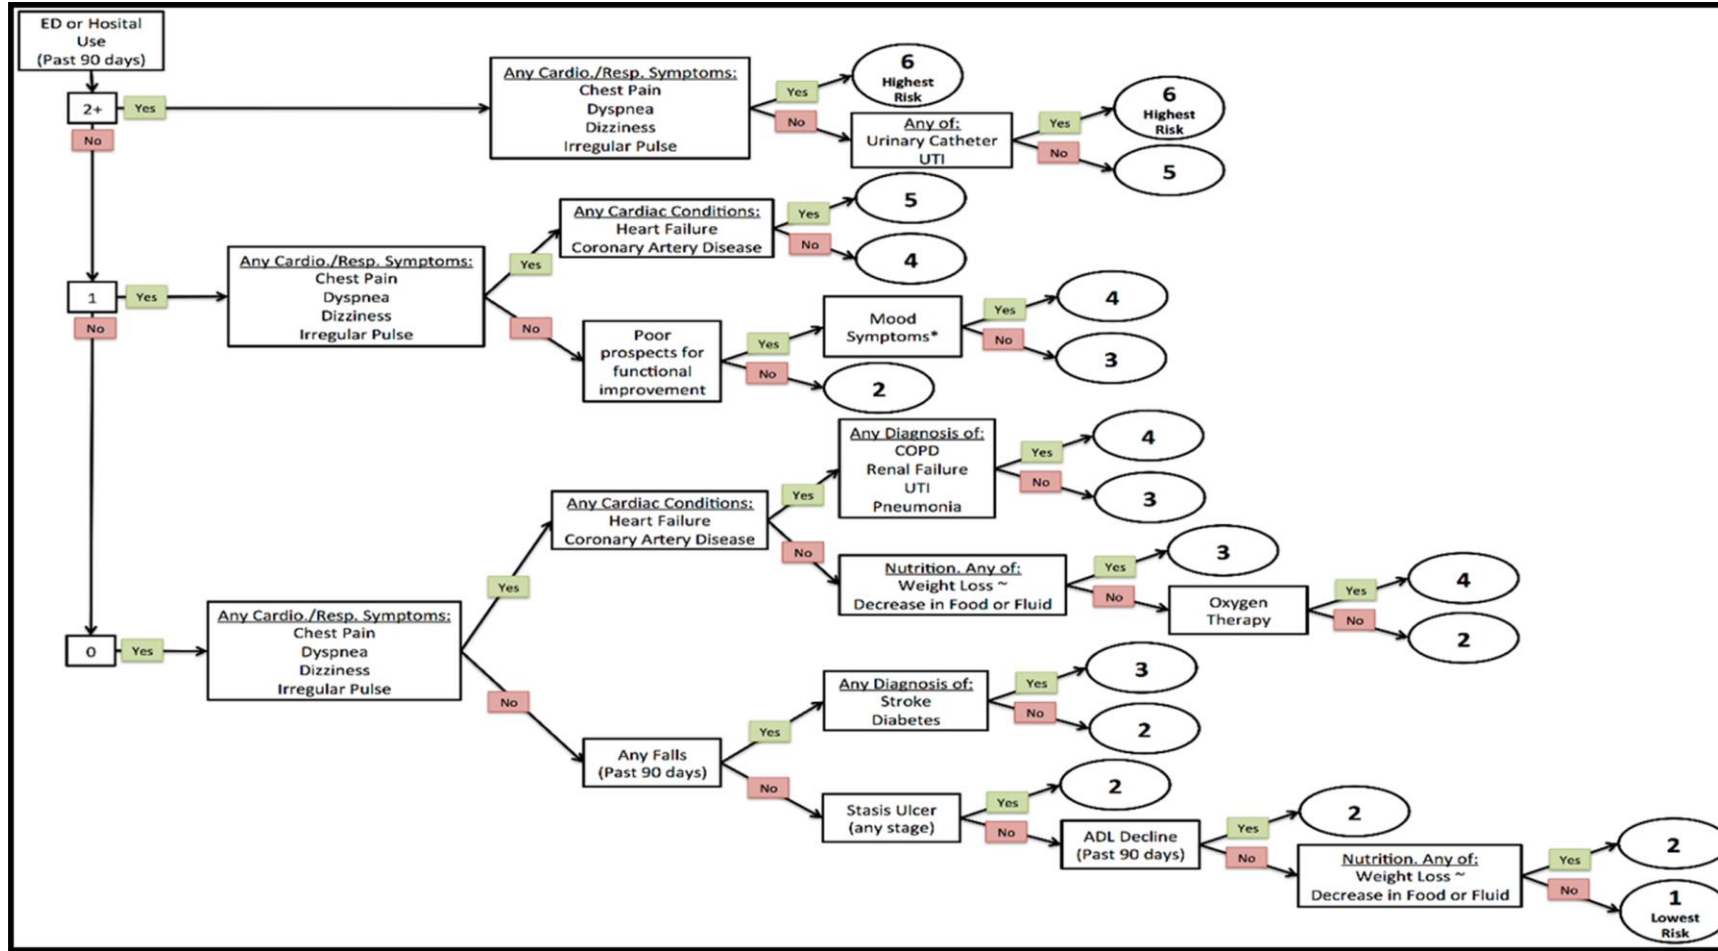 ED or Hosital
Use
(Past 90 days)
2+
Yes
No
Any Cardio./Resp. Symptoms:
Chest Pain
Dyspnea
Dizziness
Irregular Pulse
Yes
6
Highest
Risk
No
Any of:
Urinary Catheter
UTI
Yes
6
Highest
Risk
No
5
1
Yes
No
Any Cardio./Resp. Symptoms:
Chest Pain
Dyspnea
Dizziness
Irregular Pulse
Yes
Any Cardiac Conditions:
Heart Failure
Coronary Artery Disease
Yes
5
No
4
No
Poor
prospects for
functional
improvement
Yes
Mood
Symptoms*
Yes
4
No
3
No
2
0
Yes
Any Cardio./Resp. Symptoms:
Chest Pain
Dyspnea
Dizziness
Irregular Pulse
Yes
Any Cardiac Conditions:
Heart Failure
Coronary Artery Disease
Yes
Any Diagnosis of:
COPD
Renal Failure
UTI
Pneumonia
Yes
4
No
3
No
Nutrition. Any of:
Weight Loss ~
Decrease in Food or Fluid
Yes
3
No
Oxygen
Therapy
Yes
4
No
2
No
Any Falls
(Past 90 days)
Yes
Any Diagnosis of:
Stroke
Diabetes
Yes
3
No
2
No
Stasis Ulcer
(any stage)
Yes
2
No
ADL Decline
(Past 90 days)
Yes
2
No
Nutrition. Any of:
Weight Loss ~
Decrease in Food or Fluid
Yes
2
No
1
Lowest
Risk